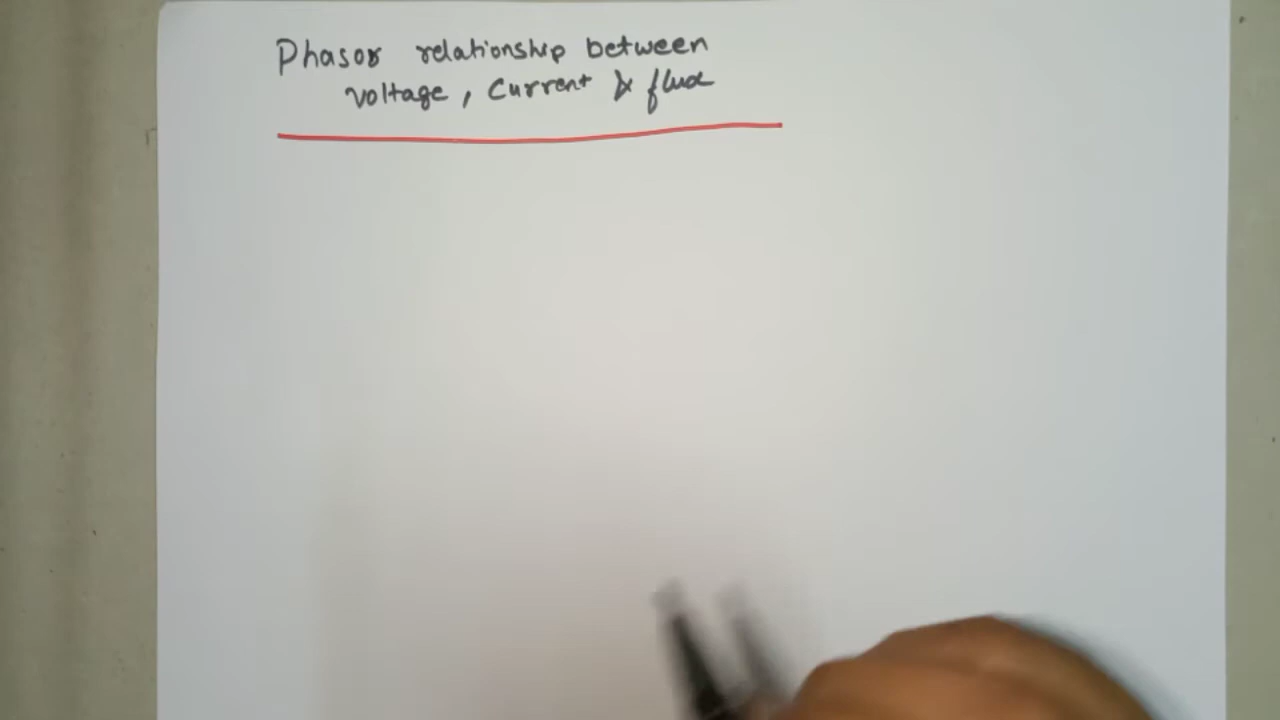 Phasor relationship between
voltage, Current & flux